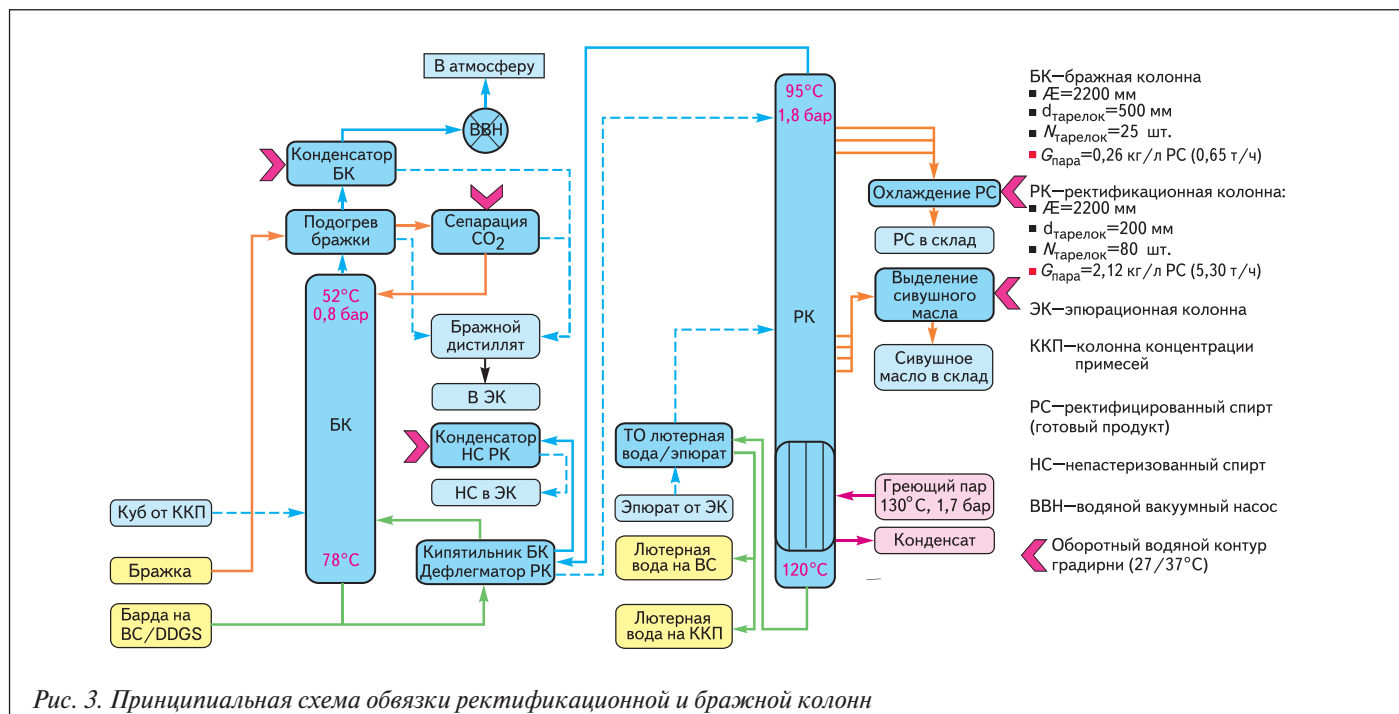 В атмосферу
ВВН
Конденсатор
БК
Подогрев
бражки
Сепарация
CO2
52°C
0,8 бар
БК
78°C
Бражной
дистиллят
В ЭК
Конденсатор
НС РК
НС в ЭК
Куб от ККП
Бражка
Барда на
ВС/DDGS
Кипятильник БК
Дефлегматор РК
95°C
1,8 бар
РК
120°C
Охлаждение РС
РС в склад
Выделение
сивушного
масла
Сивушное
масло в склад
ТО лютерная
вода/эпюрат
Эпюрат от ЭК
Лютерная
вода на ВС
Лютерная
вода на ККП
Греющий пар
130°C, 1,7 бар
Конденсат
БК—бражная колонна
Æ=2200 мм
dтарелок=500 мм
Nтарелок=25 шт.
Gпара=0,26 кг/л РС (0,65 т/ч)
РК—ректификационная колонна:
Æ=2200 мм
dтарелок=200 мм
Nтарелок=80 шт.
Gпара=2,12 кг/л РС (5,30 т/ч)
ЭК—эпюрационная колонна
ККП—колонна концентрации
примесей
РС—ректифицированный спирт
(готовый продукт)
НС—непастеризованный спирт
ВВН—водяной вакуумный насос
Оборотный водяной контур
градирни (27/37°C)
Рис. 3. Принципиальная схема обвязки ректификационной и бражной колонн